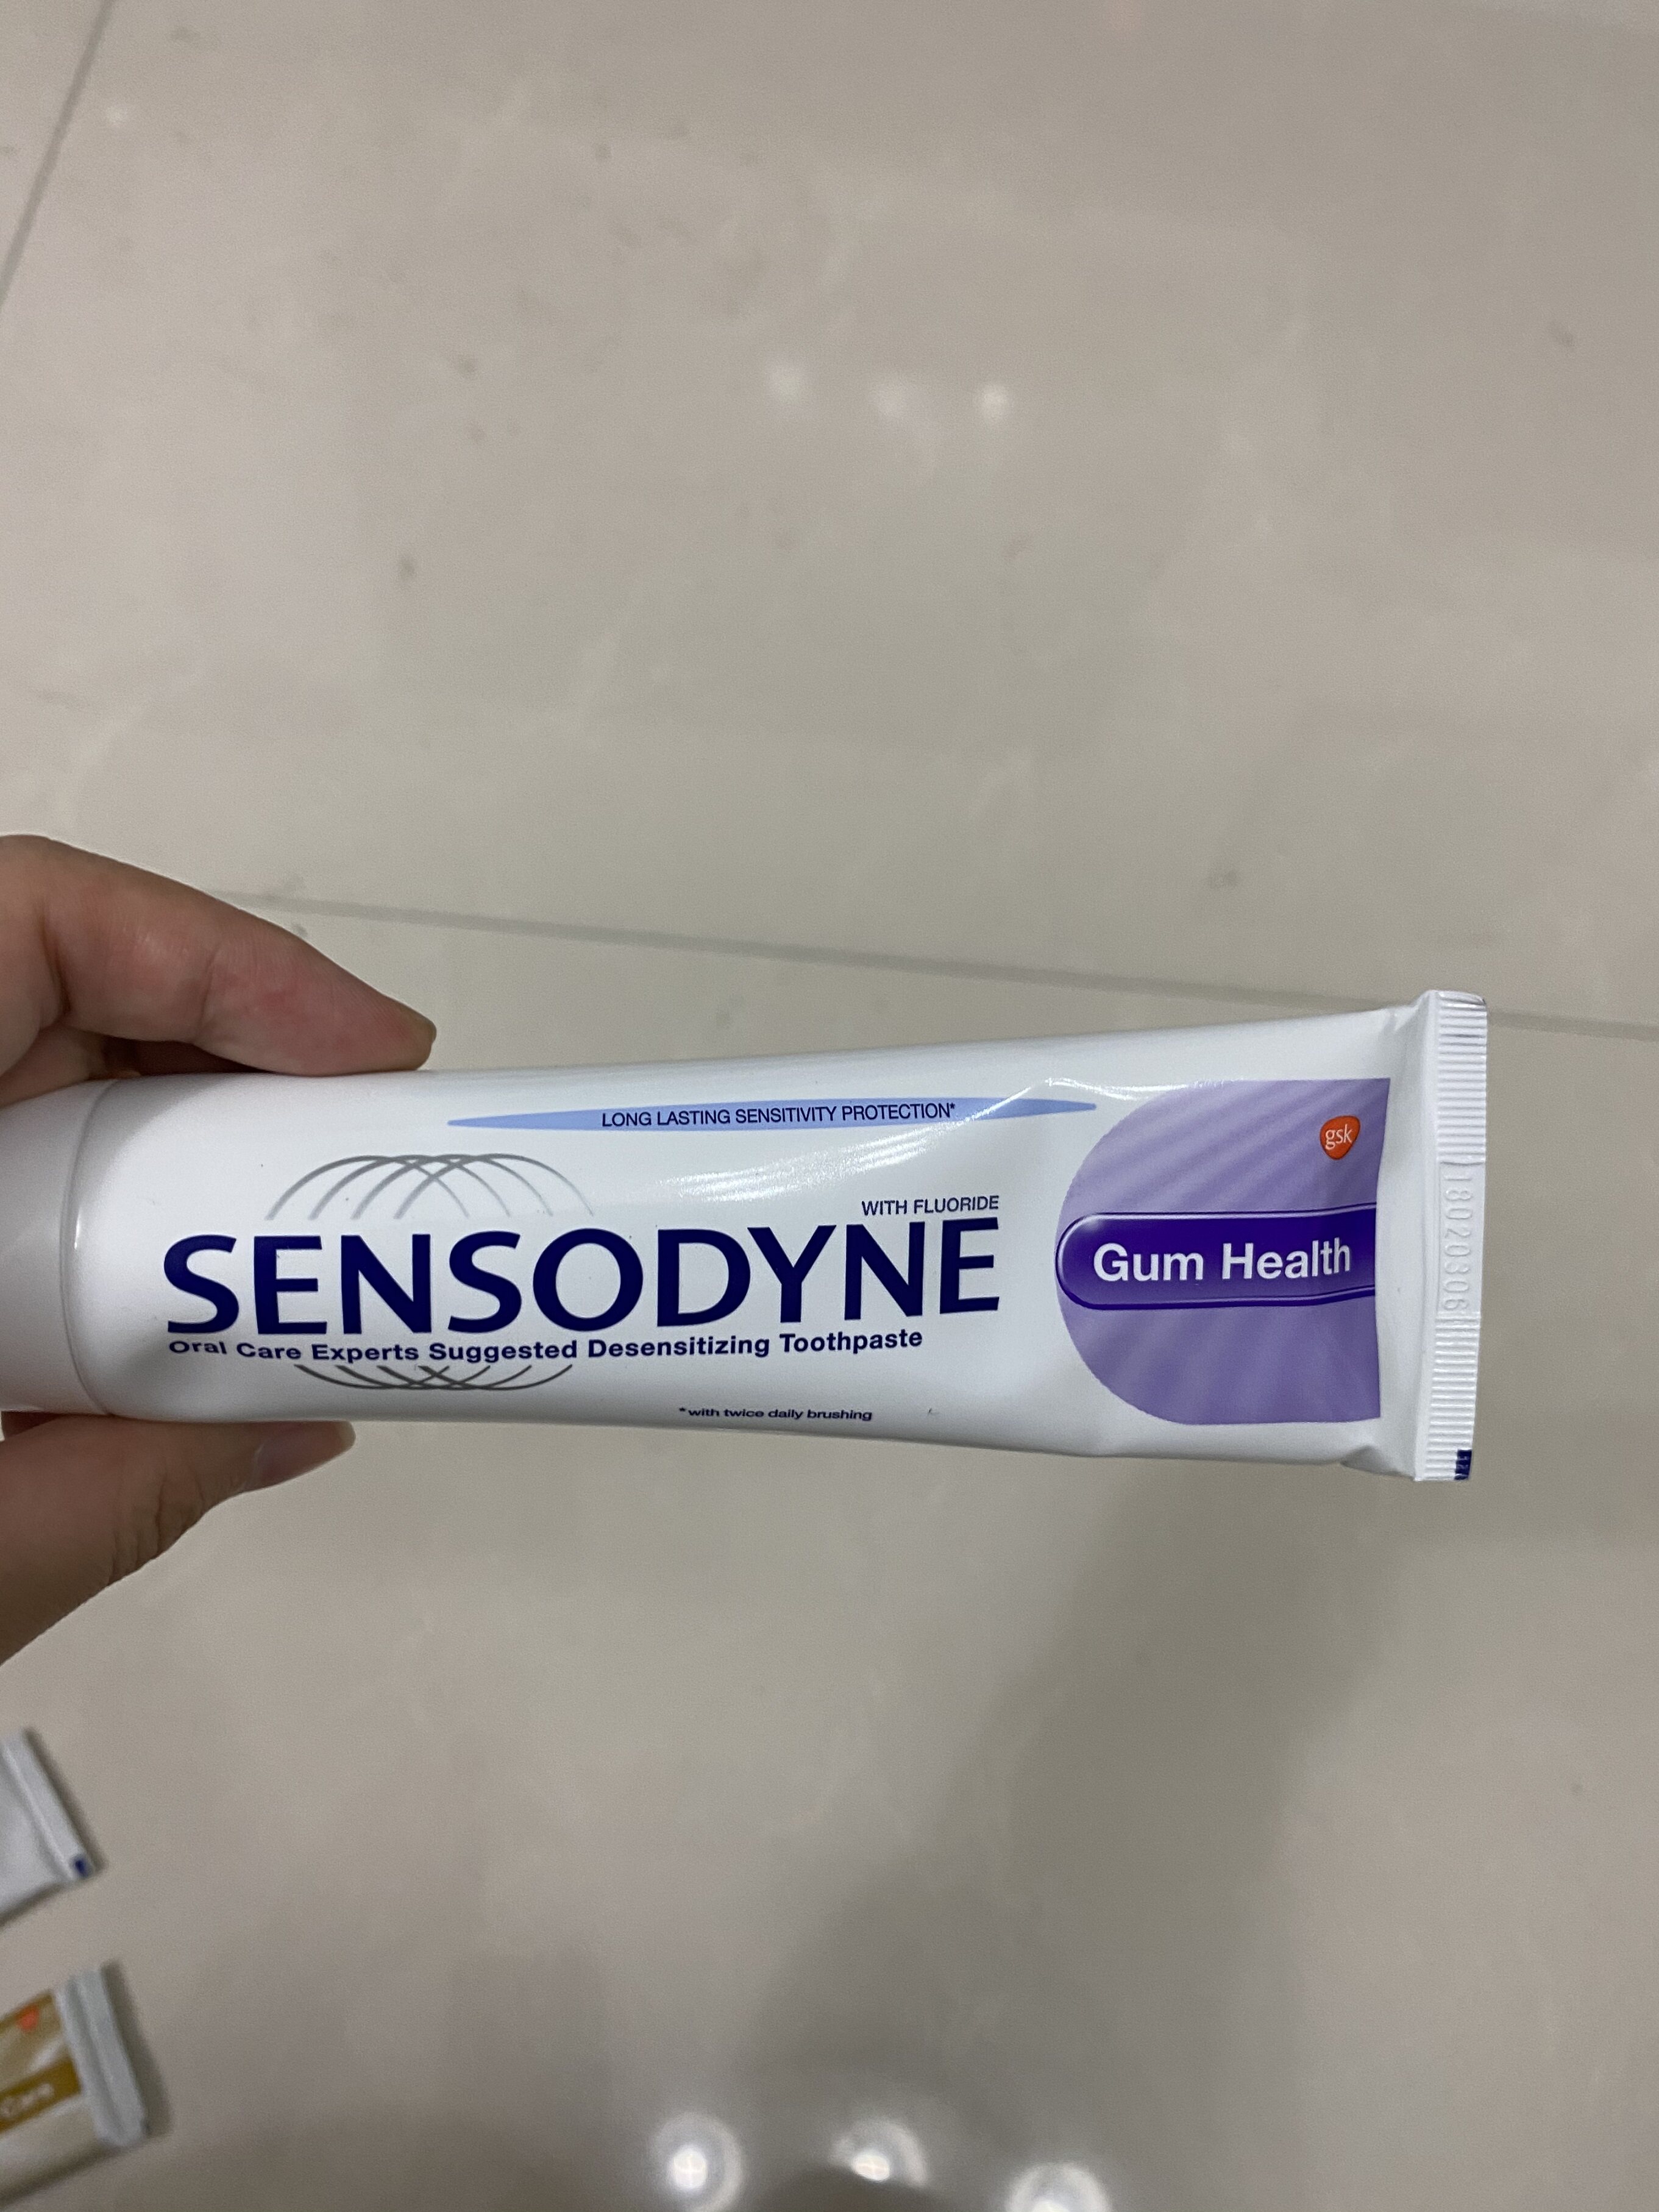 LONG LASTING SENSITIVITY PROTECTION*
gsk
WITH FLUORIDE
SENSODYNE
Gum Health
Oral Care Experts Suggested Desensitizing Toothpaste
*with twice daily brushing
18020306
Care